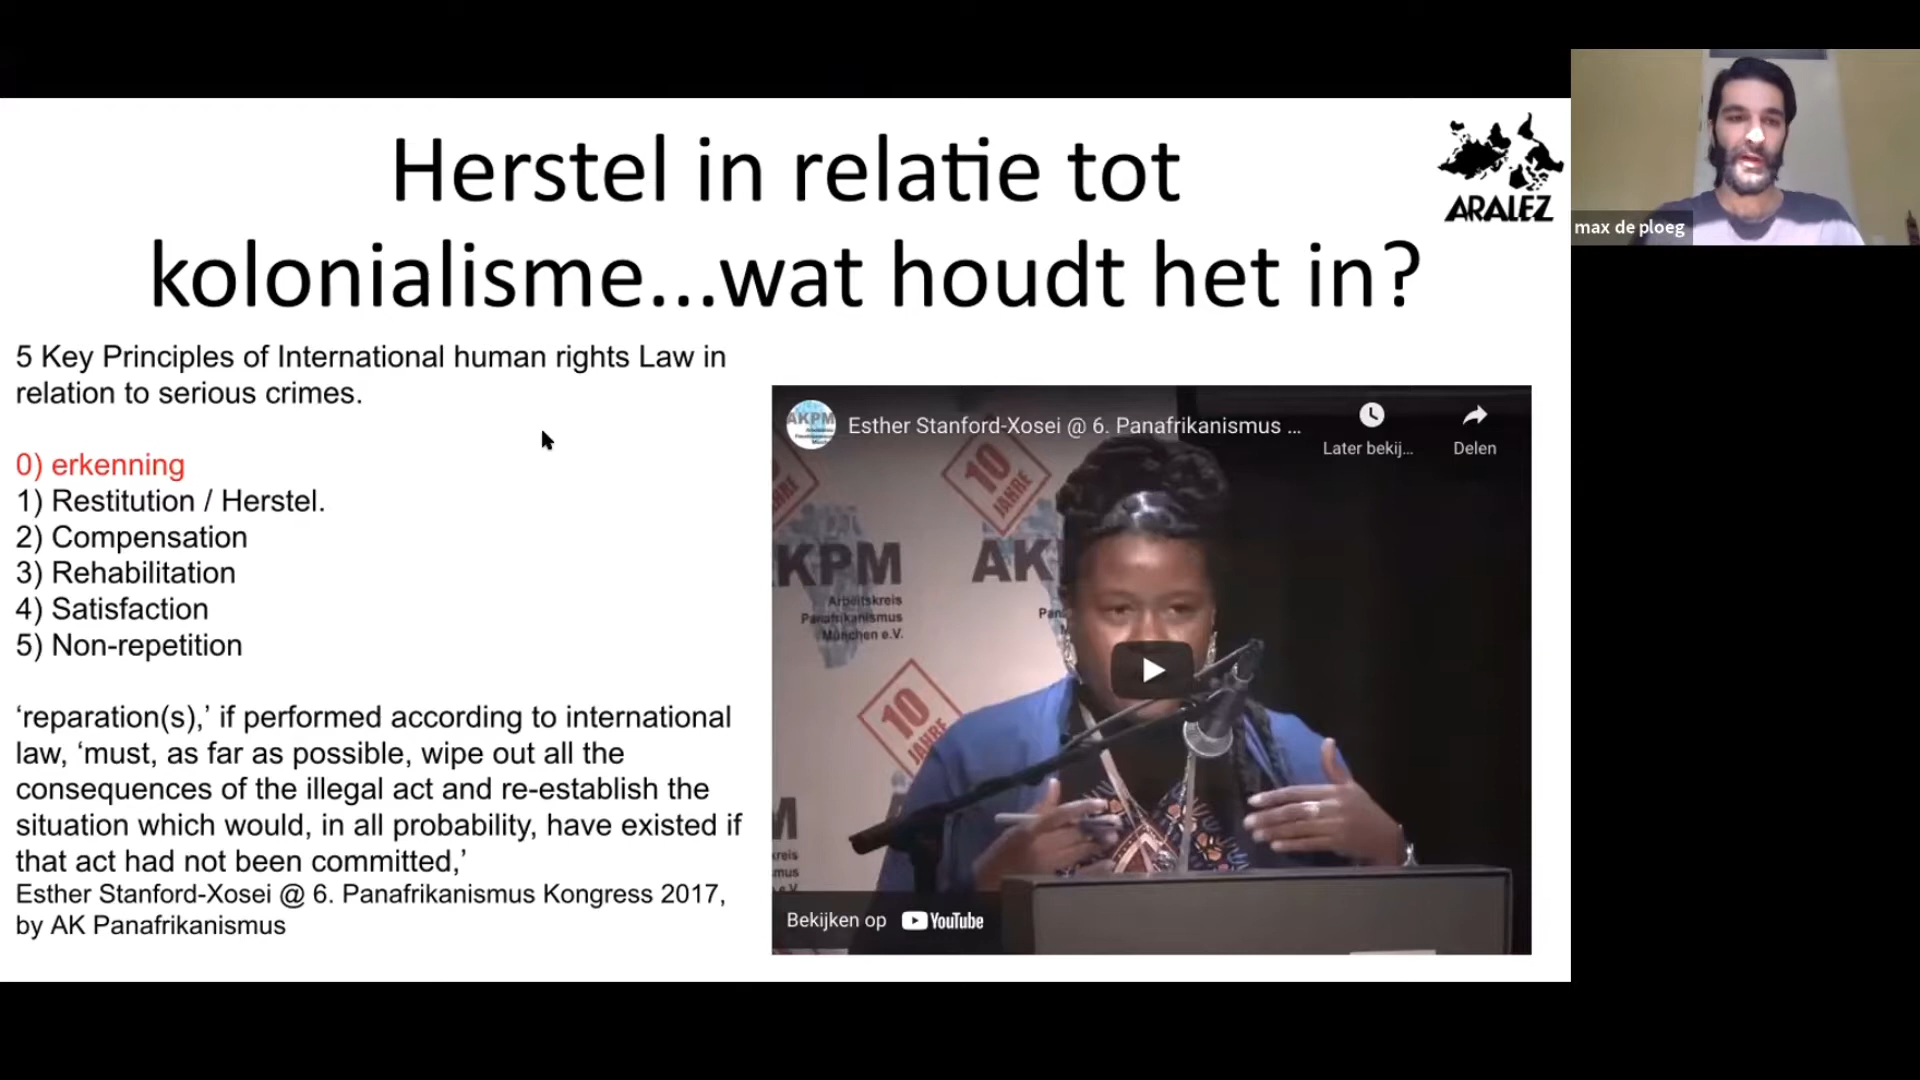 Herstel in relatie tot
kolonialisme...wat houdt het in?
ARALEZ
max de ploeg
5 Key Principles of International human rights Law in
relation to serious crimes.
0) erkenning
1) Restitution / Herstel.
2) Compensation
3) Rehabilitation
4) Satisfaction
5) Non-repetition
‘reparation(s),’ if performed according to international
law, ‘must, as far as possible, wipe out all the
consequences of the illegal act and re-establish the
situation which would, in all probability, have existed if
that act had not been committed,’
Esther Stanford-Xosei @ 6. Panafrikanismus Kongress 2017,
by AK Panafrikanismus
AKPM
Esther Stanford-Xosei @ 6. Panafrikanismus ...
Later bekij...
Delen
10
JAHRE
KPM
Arbeitskreis
Panafrikanismus
München e.V.
AK
10
JAHRE
Bekijken op
YouTube